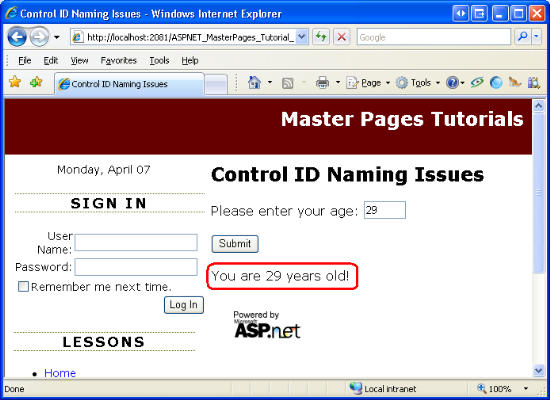 Control ID Naming Issues - Windows Internet Explorer
http://localhost:2081/ASPNET_MasterPages_Tutorial_
Google
File Edit View Favorites Tools Help
Control ID Naming Issues
Page Tools
Master Pages Tutorials
Monday, April 07
SIGN IN
User Name:
Password:
Remember me next time.
Log In
LESSONS
Home
Control ID Naming Issues
Please enter your age: 29
Submit
You are 29 years old!
Powered by
Microsoft
ASP.net
Done
Local intranet
100%